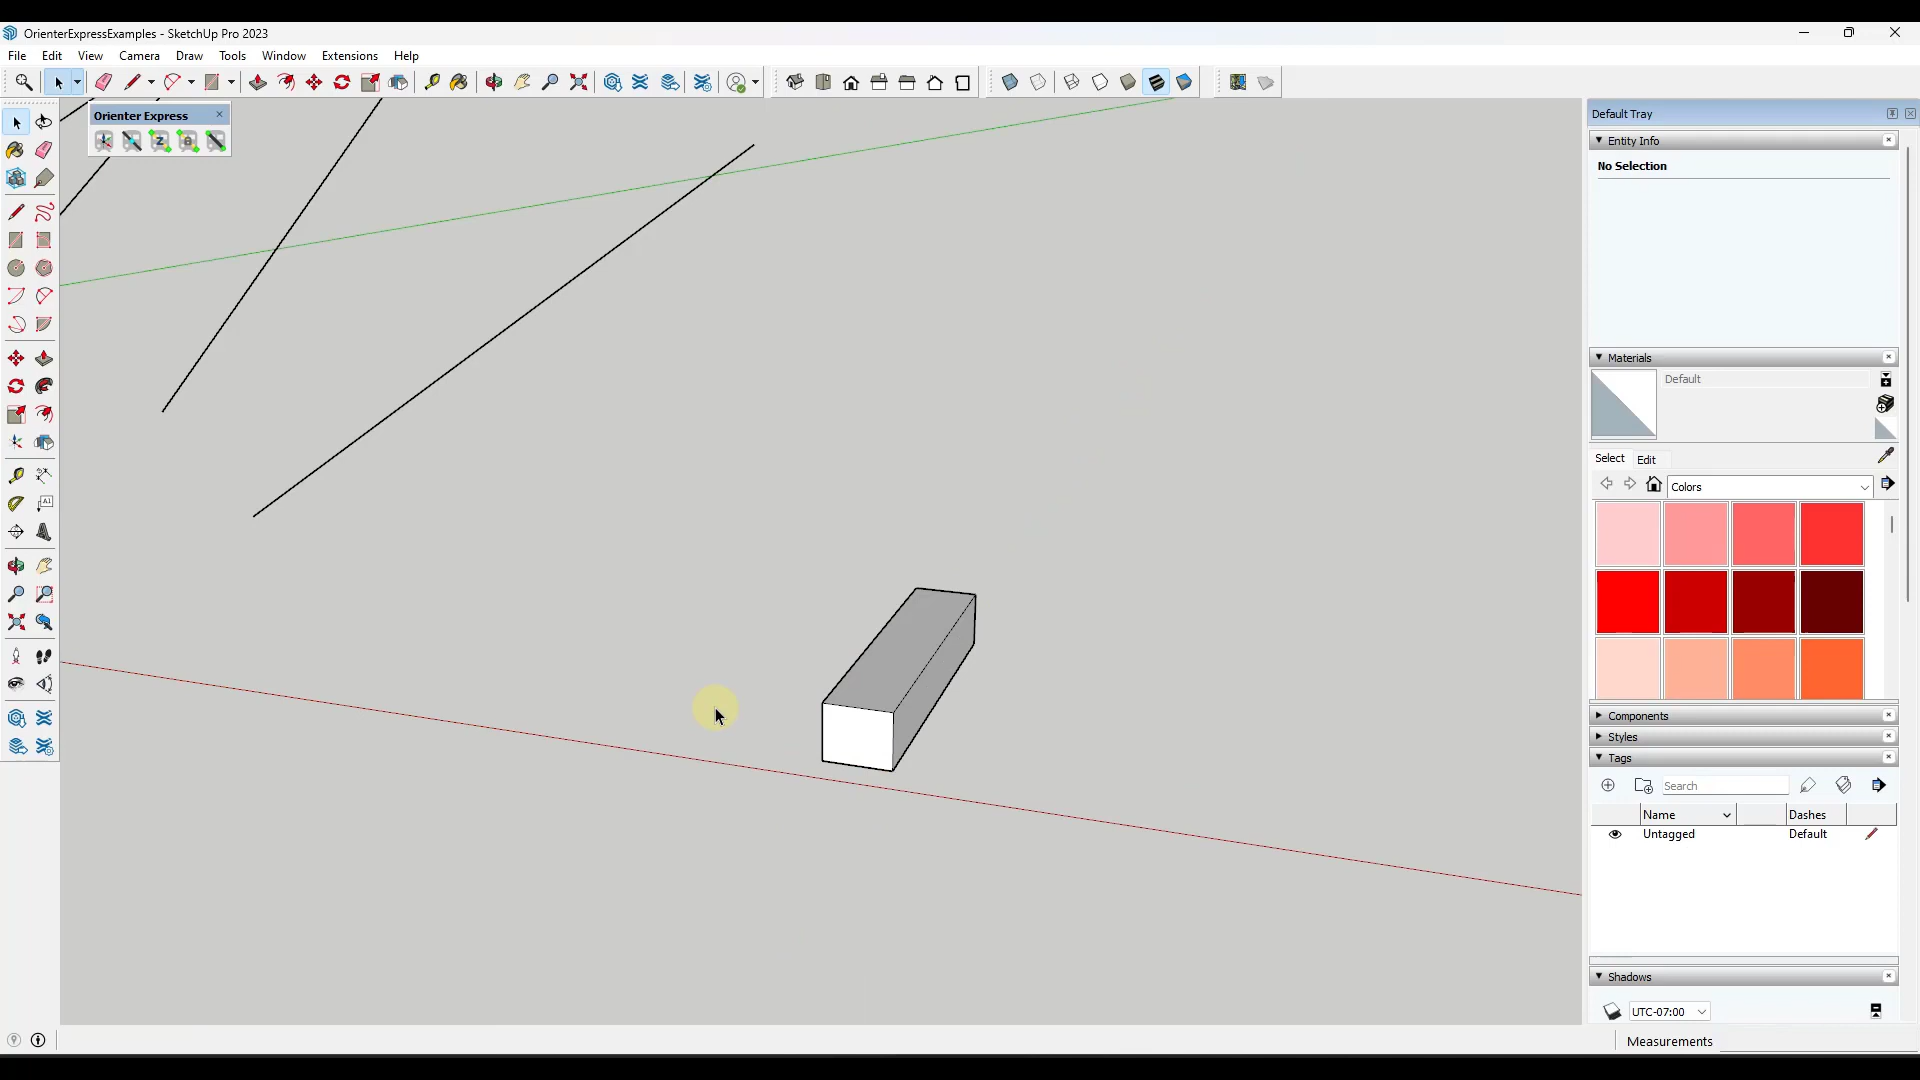 OrienterExpressExamples - SketchUp Pro 2023
File Edit View Camera Draw Tools Window Extensions Help
Orienter Express
Z
A1
Default Tray
Entity Info
No Selection
Materials
Default
Select Edit
Colors
Components
Styles
Tags
Search
Name Dashes
Untagged Default
Shadows
UTC-07:00
Measurements